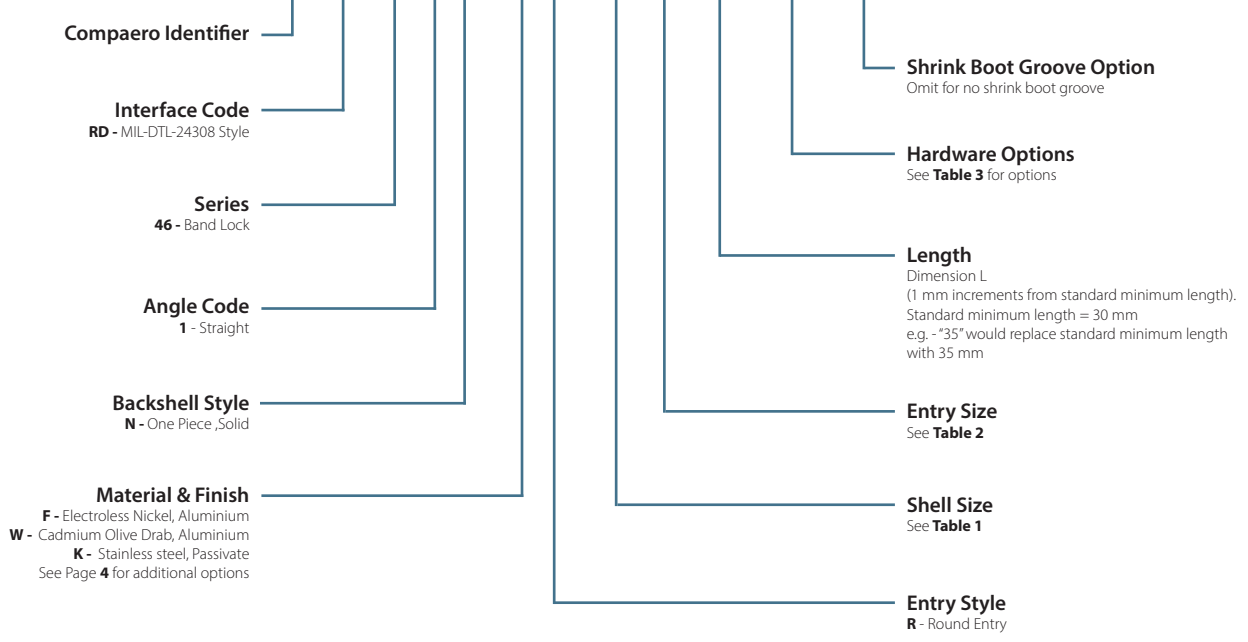 Compaero Identifier
Interface Code
RD - MIL-DTL-24308 Style
Series
46 - Band Lock
Angle Code
1 - Straight
Backshell Style
N - One Piece ,Solid
Material & Finish
F - Electroless Nickel, Aluminium
W - Cadmium Olive Drab, Aluminium
K - Stainless steel, Passivate
See Page 4 for additional options
Shrink Boot Groove Option
Omit for no shrink boot groove
Hardware Options
See Table 3 for options
Length
Dimension L
(1 mm increments from standard minimum length).
Standard minimum length = 30 mm
e.g. - "35" would replace standard minimum length
with 35 mm
Entry Size
See Table 2
Shell Size
See Table 1
Entry Style
R - Round Entry